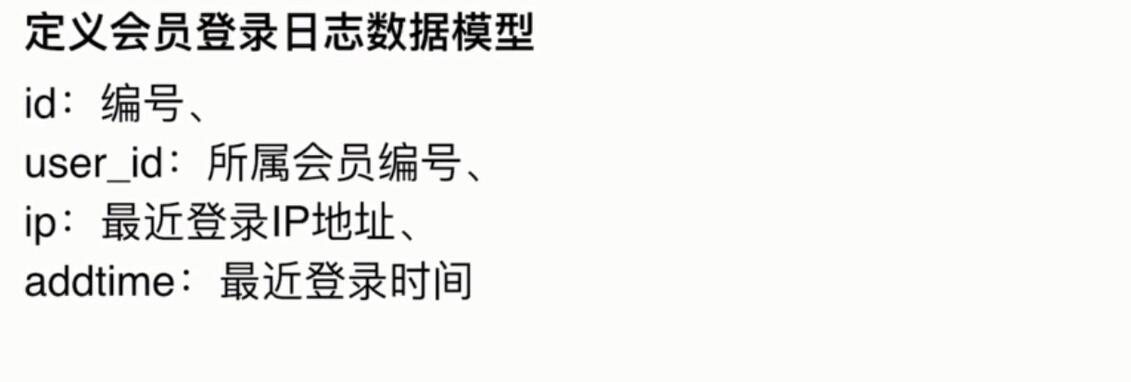 定义会员登录日志数据模型
id：编号、
user_id：所属会员编号、
ip：最近登录IP地址、
addtime：最近登录时间